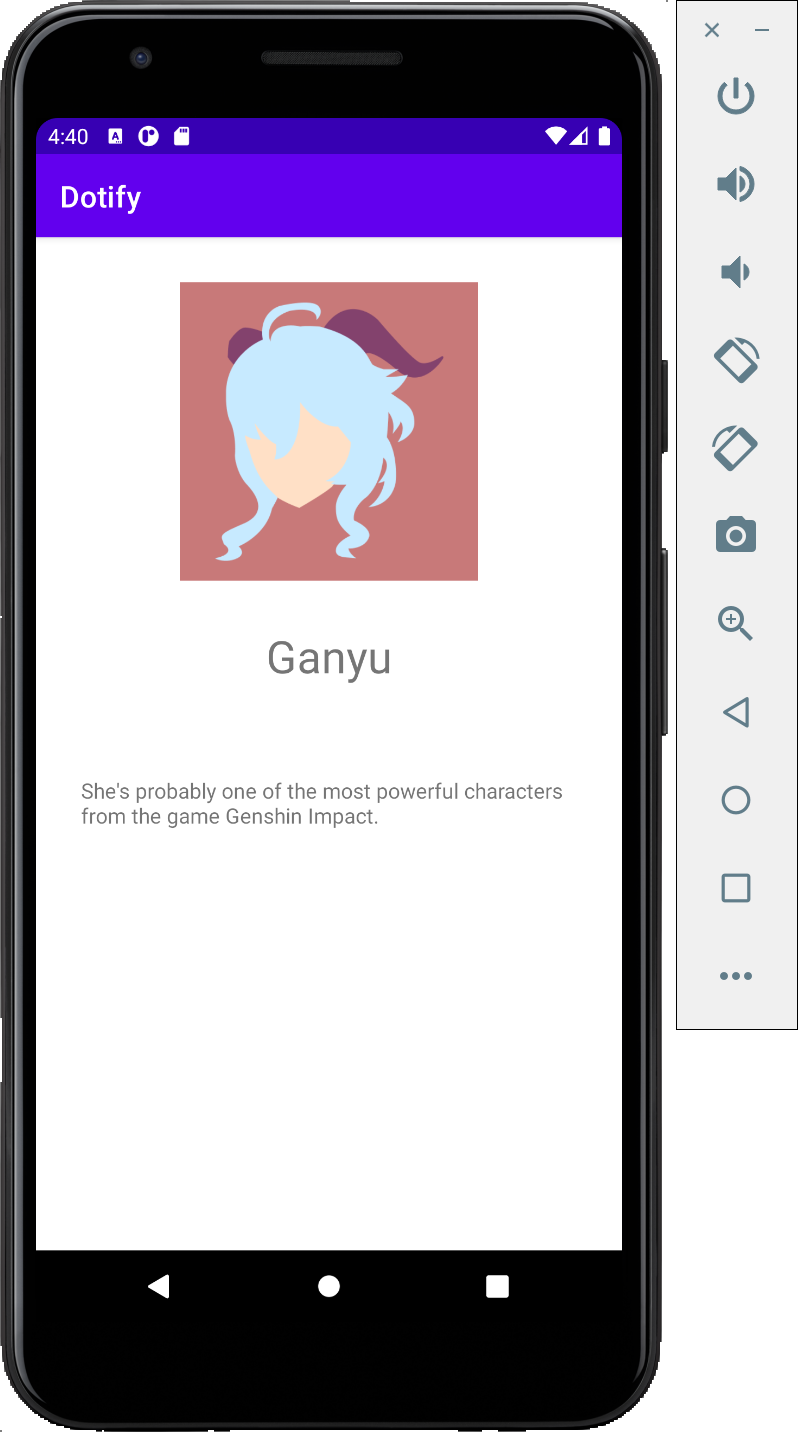 4:40
Dotify
Ganyu
She's probably one of the most powerful characters
from the game Genshin Impact.